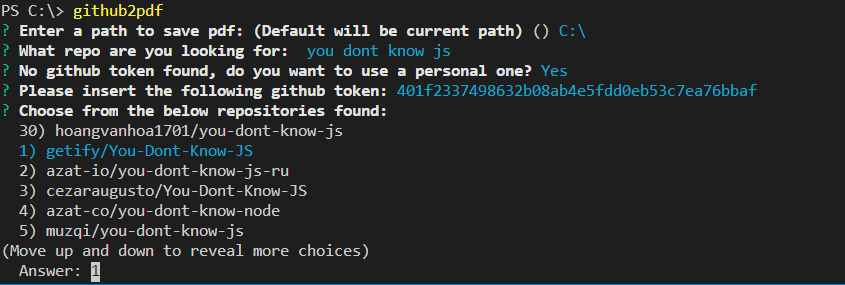 PS C:\> github2pdf
? Enter a path to save pdf: (Default will be current path) () C:\
? What repo are you looking for:  you dont know js
? No github token found, do you want to use a personal one? Yes
? Please insert the following github token: 401f2337498632b08ab4e5fdd0eb53c7ea76bbaf
? Choose from the below repositories found:
30) hoangvanhoa1701/you-dont-know-js
1) getify/You-Dont-Know-JS
2) azat-io/you-dont-know-js-ru
3) cezaraugusto/You-Dont-Know-JS
4) azat-co/you-dont-know-node
5) muzqi/you-dont-know-js
(Move up and down to reveal more choices)
Answer: 1